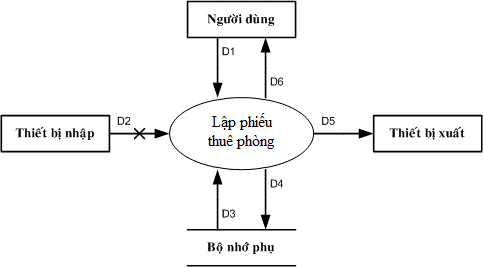 Người dùng
D1
D6
Thiết bị nhập
D2
Lập phiếu
thuê phòng
D5
Thiết bị xuất
D3
D4
Bộ nhớ phụ